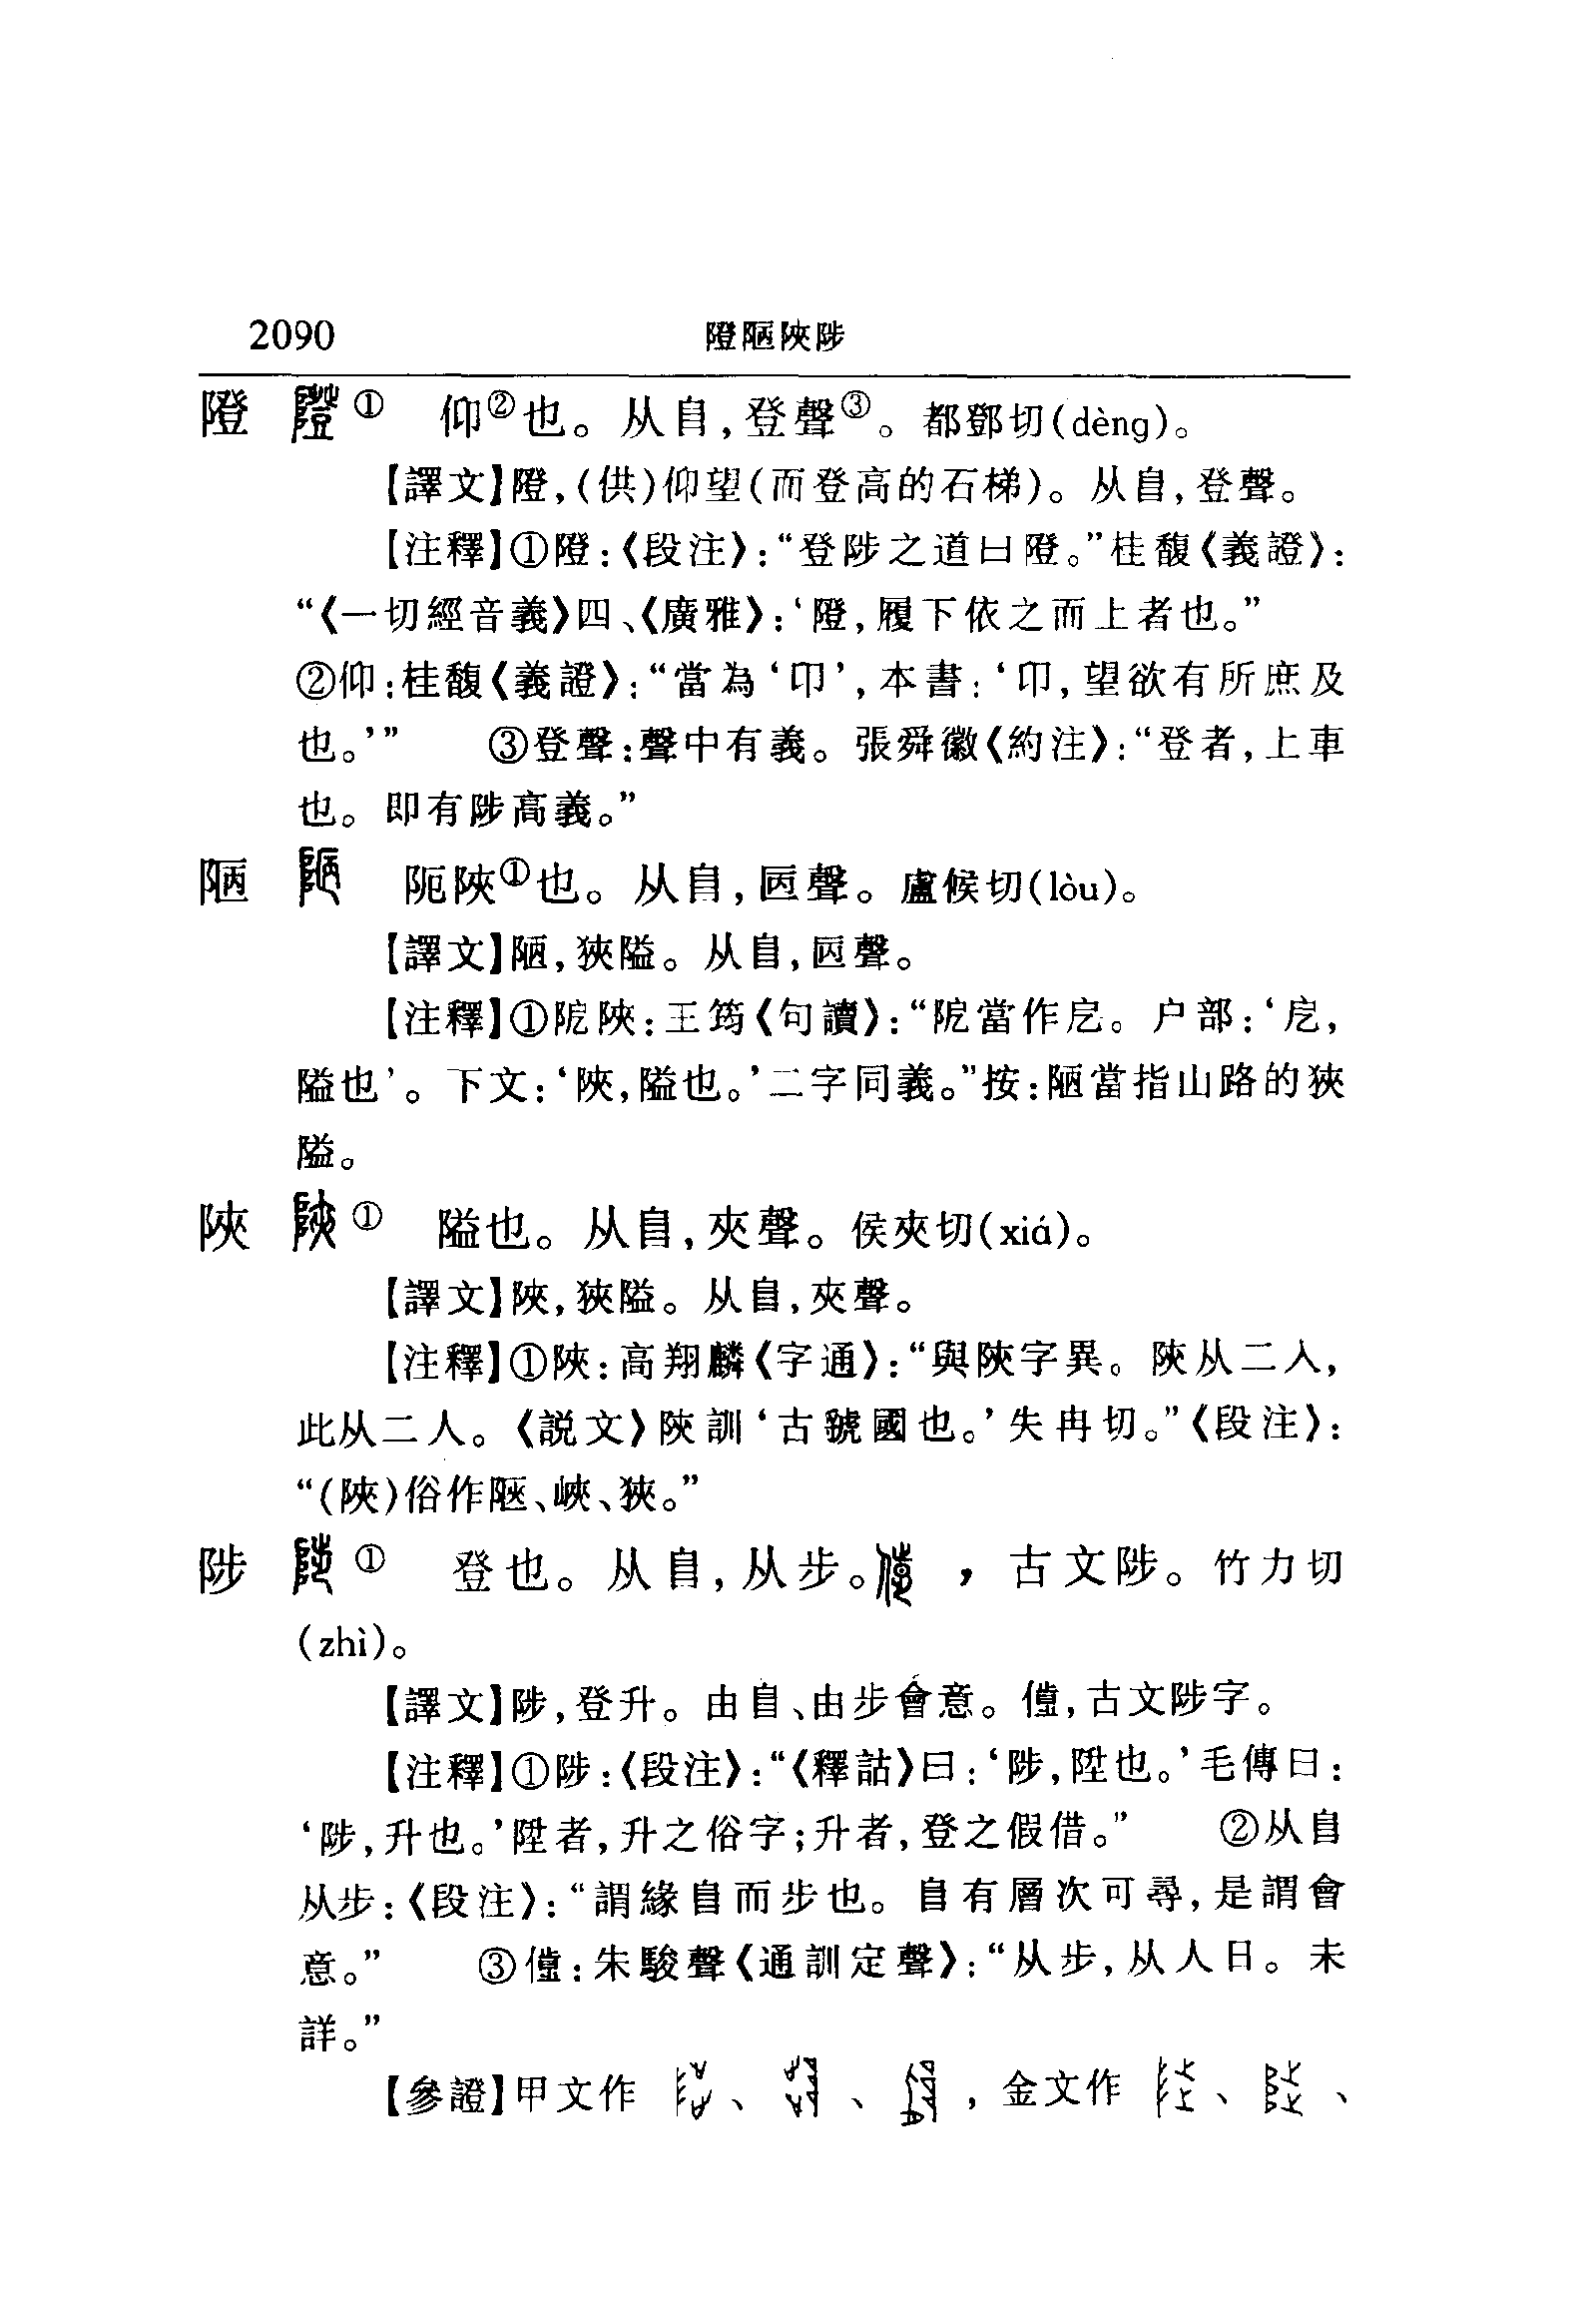 2090 隥陋陜陟
隥 ① 仰②也。从𨸏,登聲③。都鄧切(dèng)。
【譯文】隥,(供)仰望(而登高的石梯)。从𨸏,登聲。
【注釋】①隥:《段注》:“登陟之道曰隥。”桂馥《義證》:
“《一切經音義》四、《廣雅》:‘隥,履下依之而上者也。”
②仰:桂馥《義證》:“當為‘卬’,本書:‘卬,望欲有所庶及
也。’” ③登聲:聲中有義。張舜徽《約注》:“登者,上車
也。即有陟高義。”
陋 阨陜①也。从𨸏,㔷聲。盧候切(lòu)。
【譯文】陋,狹隘。从𨸏,㔷聲。
【注釋】①阸陜:王筠《句讀》:“阸當作戹。户部:‘戹,
隘也’。下文:‘陜,隘也。’二字同義。”按:陋當指山路的狹
隘。
陜 ① 隘也。从𨸏,夾聲。侯夾切(xiá)。
【譯文】陜,狹隘。从𨸏,夾聲。
【注釋】①陜:高翔麟《字通》:“與陝字異。陝从二入,
此从二人。《説文》陝訓‘古虢國也。’失冉切。”《段注》:
“(陜)俗作陿、峽、狹。”
陟 ① 登也。从𨸏,从步。 ,古文陟。竹力切
(zhì)。
【譯文】陟,登升。由𨸏、由步會意。𢔽,古文陟字。
【注釋】①陟:《段注》:“《釋詁》曰:‘陟,陞也。’毛傳曰:
‘陟,升也。’陞者,升之俗字;升者,登之假借。” ②从𨸏
从步:《段注》:“謂緣𨸏而步也。𨸏有層次可尋,是謂會
意。” ③:朱駿聲《通訓定聲》:“从步,从人日。未
詳。”
【參證】甲文作 、 、 ,金文作 、 、